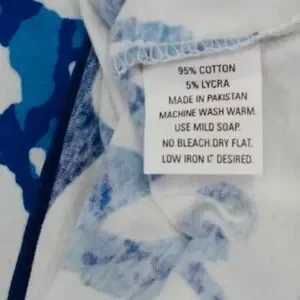 95% COTTON
5% LYCRA
MADE IN PAKISTAN
MACHINE WASH WARM.
USE MILD SOAP.
NO BLEACH.DRY FLAT.
LOW IRON I: DESIRED.